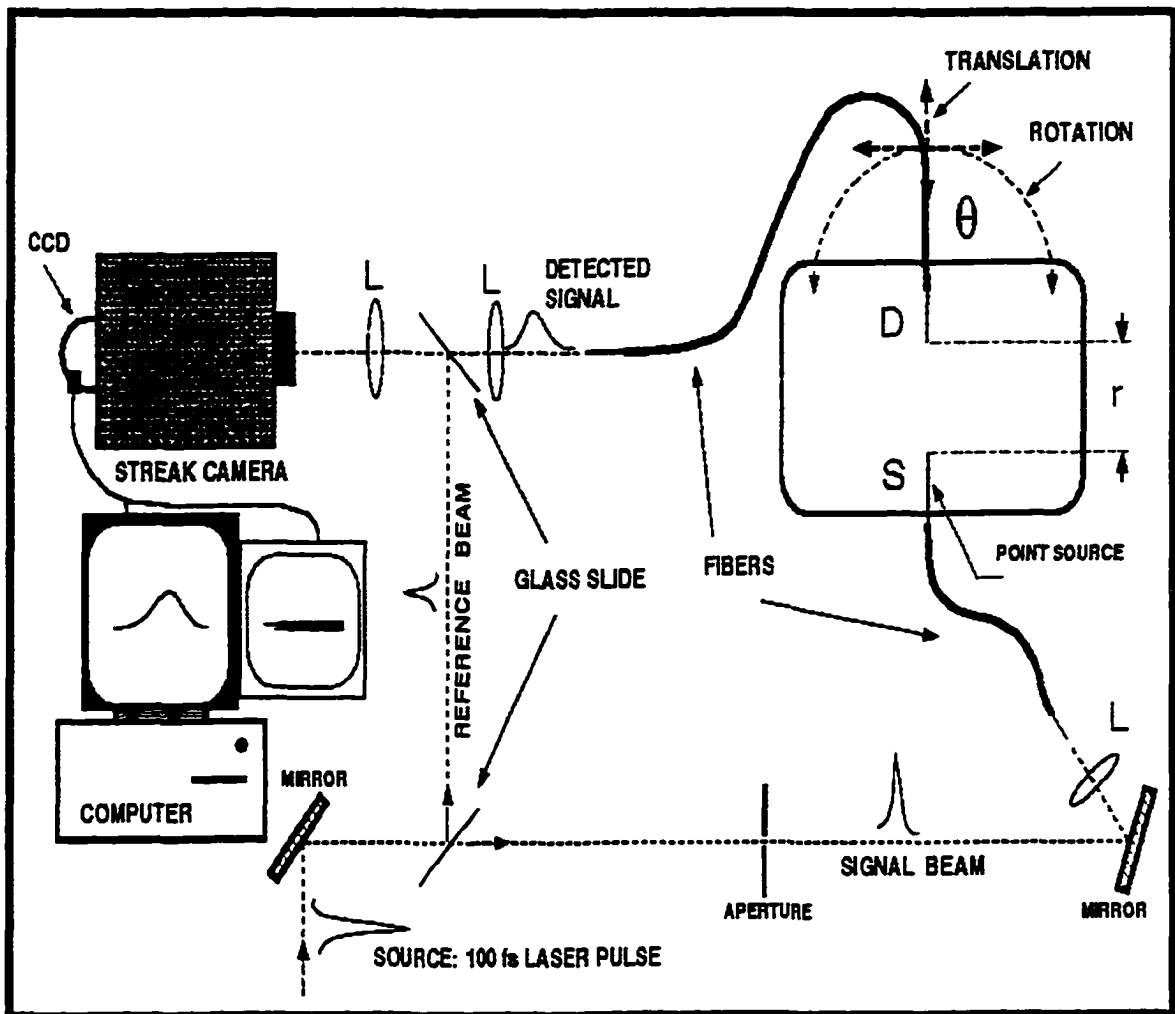 TRANSLATION
ROTATION
CCD
L
L
DETECTED
SIGNAL
θ
D
r
STREAK CAMERA
S
REFERENCE BEAM
GLASS SLIDE
FIBERS
POINT SOURCE
L
MIRROR
COMPUTER
SIGNAL BEAM
APERTURE
MIRROR
SOURCE: 100 fs LASER PULSE